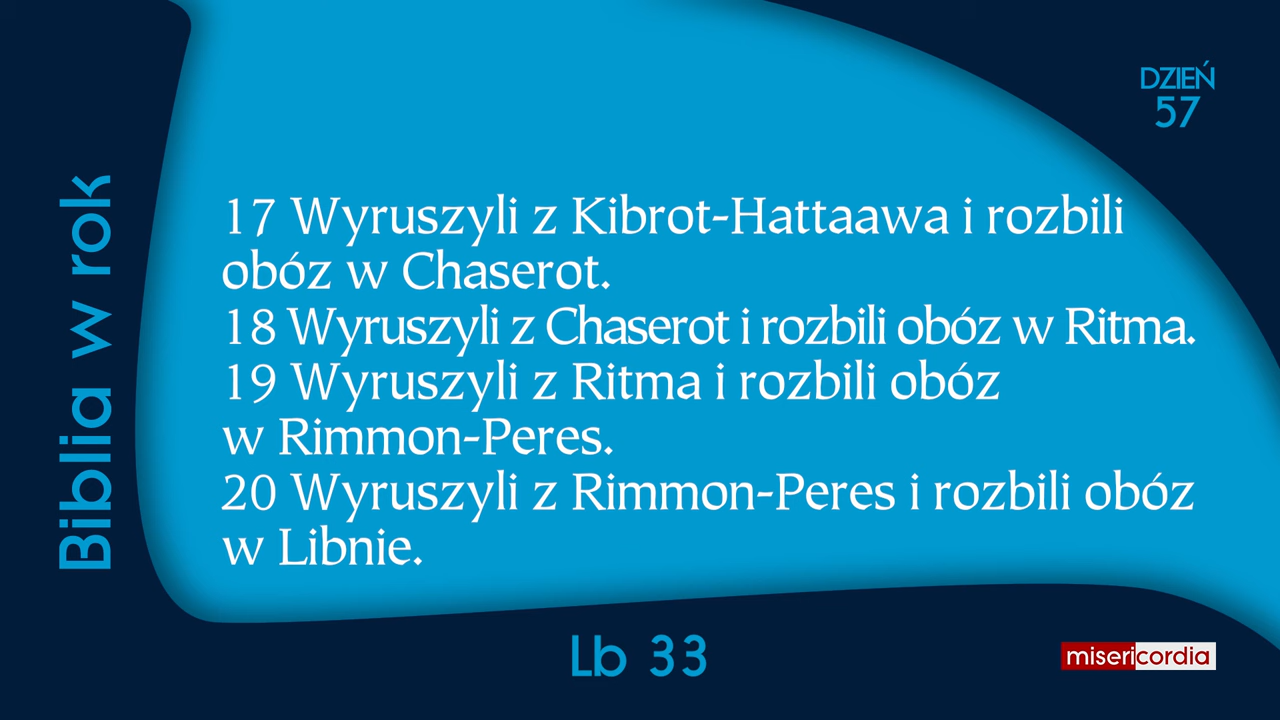 DZIEŃ
57
Biblia w rok
17 Wyruszyli z Kibrot-Hattaawa i rozbili
obóz w Chaserot.
18 Wyruszyli z Chaserot i rozbili obóz w Ritma.
19 Wyruszyli z Ritma i rozbili obóz
w Rimmon-Peres.
20 Wyruszyli z Rimmon-Peres i rozbili obóz
w Libnie.
Lb 33
misericordia